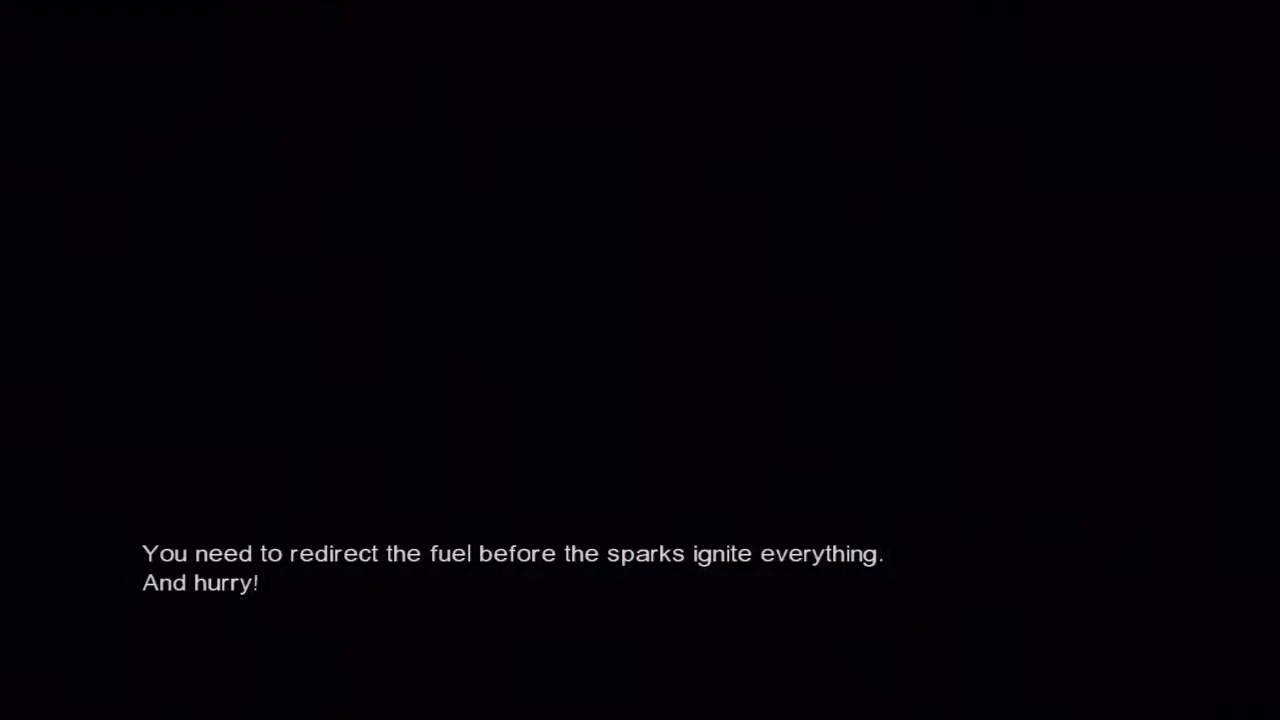 You need to redirect the fuel before the sparks ignite everything.
And hurry!